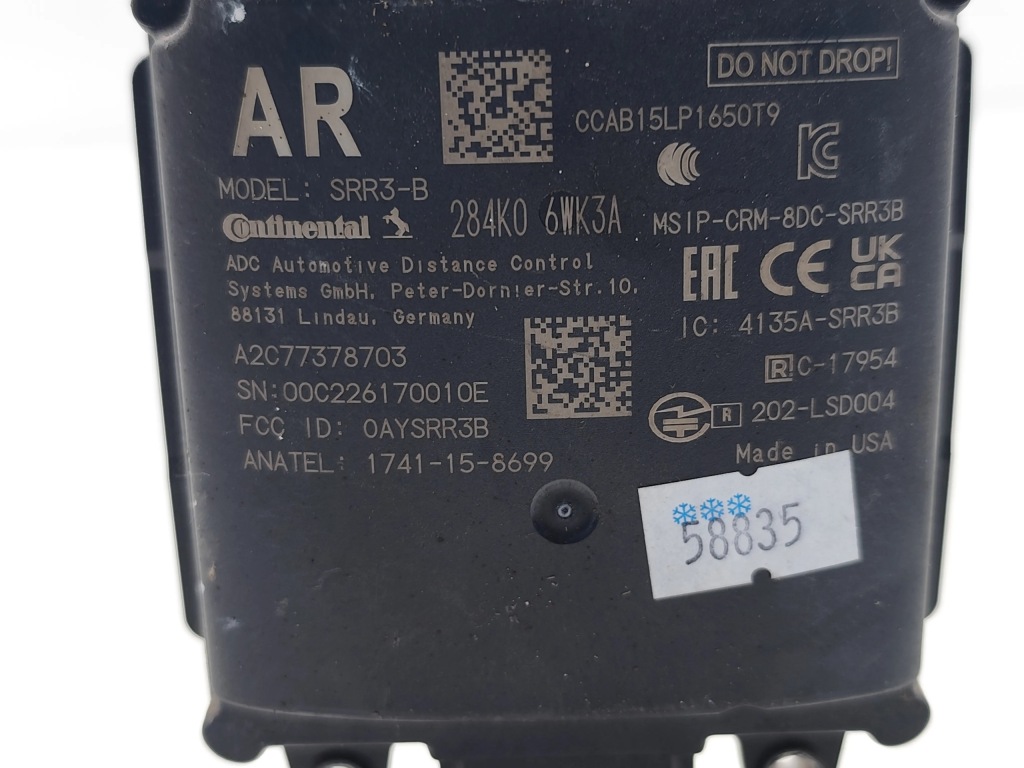 AR
DO NOT DROP!
CCAB15LP1650T9
MODEL: SRR3-B
Continental
284K0 6WK3A
MSIP-CRM-8DC-SRR3B
ADC Automotive Distance Control
Systems GmbH. Peter-Dornier-Str.10.
88131 Lindau, Germany
EAC CE UK CA
IC: 4135A-SRR3B
A2C77378703
R C-17954
SN:00C226170010E
R 202-LSD004
FCC ID: OAYSRR3B
Made in USA
ANATEL: 1741-15-8699
58835